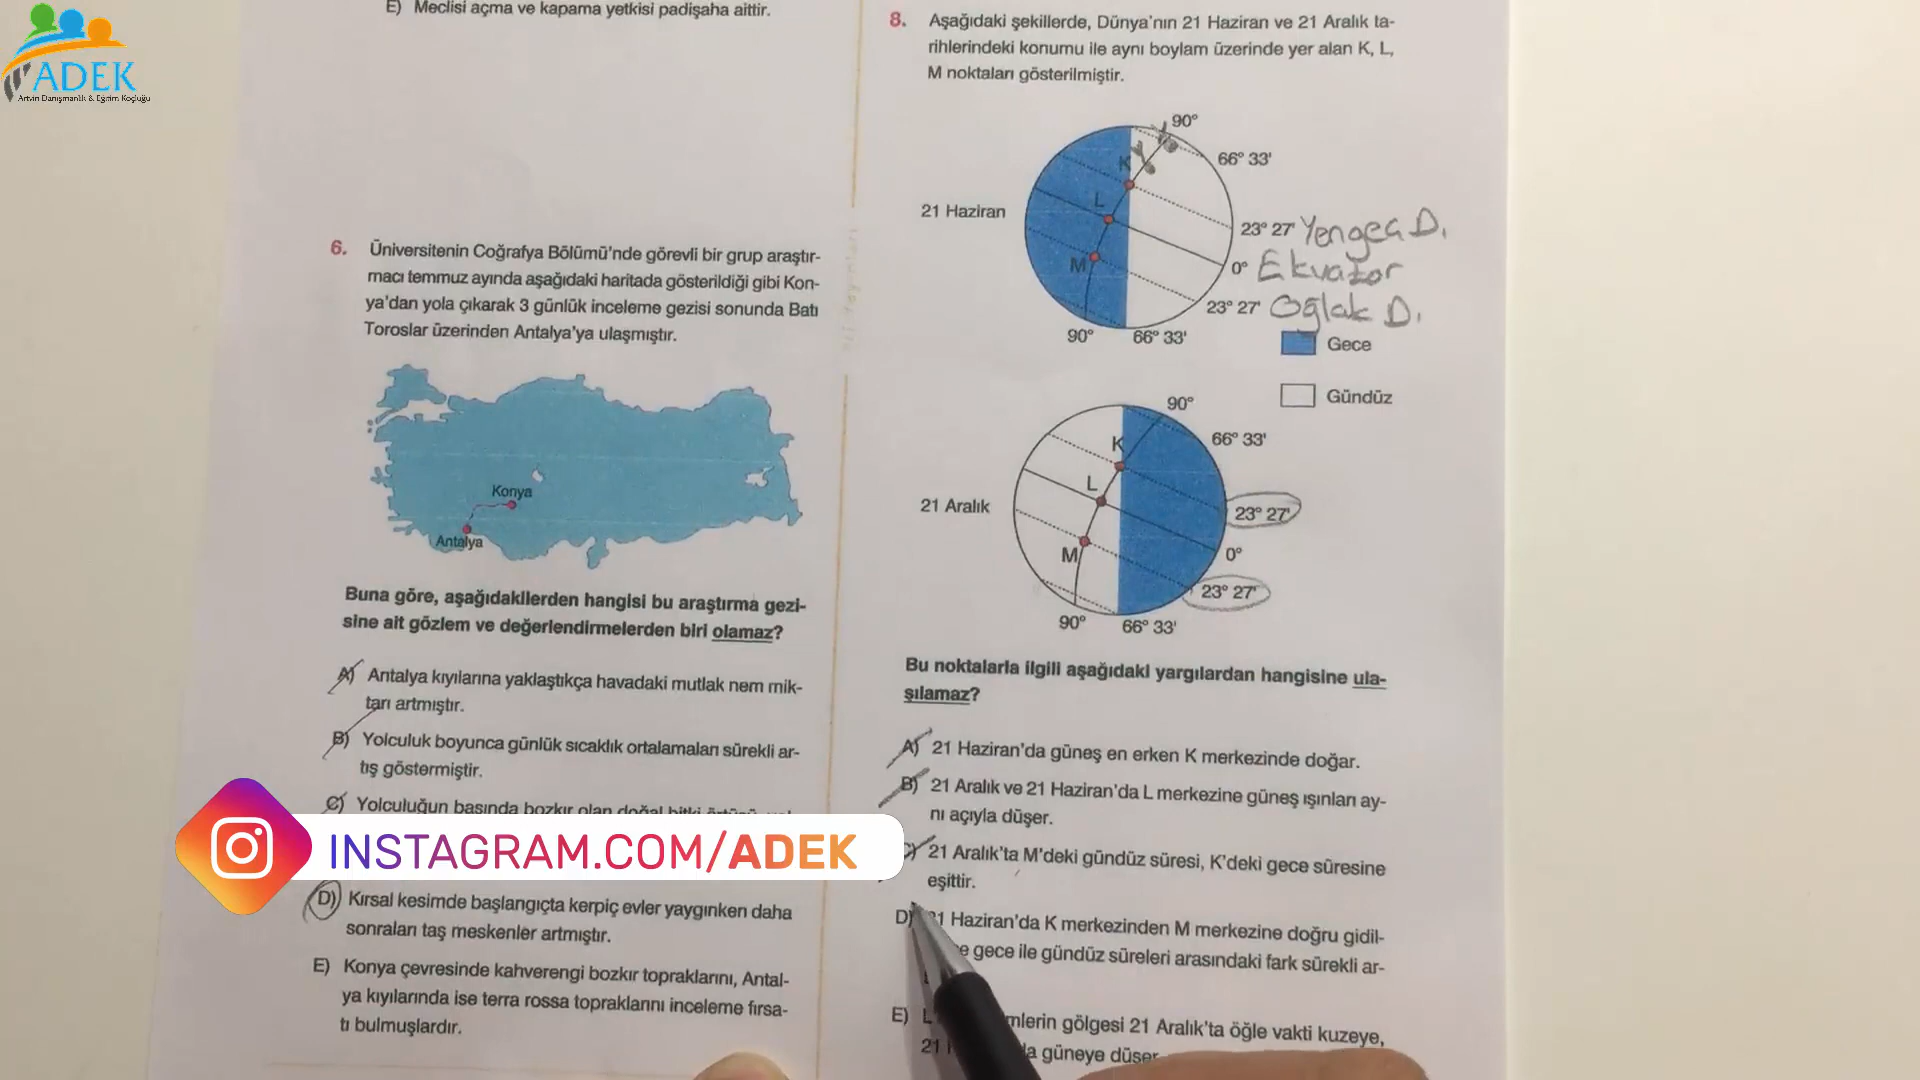 ADEK
Artvin Danışmanlık & Eğitim Koçluğu
E) Meclisi açma ve kapama yetkisi padişaha aittir.
6. Üniversitenin Coğrafya Bölümü'nde görevli bir grup araştır-
macı temmuz ayında aşağıdaki haritada gösterildiği gibi Kon-
ya'dan yola çıkarak 3 günlük inceleme gezisi sonunda Batı
Toroslar üzerinden Antalya'ya ulaşmıştır.
Konya
Antalya
Buna göre, aşağıdakilerden hangisi bu araştırma gezi-
sine ait gözlem ve değerlendirmelerden biri olamaz?
A) Antalya kıyılarına yaklaştıkça havadaki mutlak nem mik-
tarı artmıştır.
B) Yolculuk boyunca günlük sıcaklık ortalamaları sürekli ar-
tış göstermiştir.
C) Yolculuğun başında bozkır olan doğal bitki
INSTAGRAM.COM/ADEK
D) Kırsal kesimde başlangıçta kerpiç evler yaygınken daha
sonraları taş meskenler artmıştır.
E) Konya çevresinde kahverengi bozkır topraklarını, Antal-
ya kıyılarında ise terra rossa topraklarını inceleme fırsa-
tı bulmuşlardır.
8. Aşağıdaki şekillerde, Dünya'nın 21 Haziran ve 21 Aralık ta-
rihlerindeki konumu ile aynı boylam üzerinde yer alan K, L,
M noktaları gösterilmiştir.
90°
66° 33'
K
L
21 Haziran
23° 27' Yengeç D.
M
0° Ekvator
23° 27' Oğlak D.
90°
66° 33'
Gece
Gündüz
90°
66° 33'
K
L
21 Aralık
23° 27'
M
0°
23° 27'
90°
66° 33'
Bu noktalarla ilgili aşağıdaki yargılardan hangisine ula-
şılamaz?
A) 21 Haziran'da güneş en erken K merkezinde doğar.
B) 21 Aralık ve 21 Haziran'da L merkezine güneş ışınları ay-
nı açıyla düşer.
C) 21 Aralık'ta M'deki gündüz süresi, K'deki gece süresine
eşittir.
D) 21 Haziran'da K merkezinden M merkezine doğru gidil-
gece ile gündüz süreleri arasındaki fark sürekli ar-
E) L
gölgesi 21 Aralık'ta öğle vakti kuzeye,
21
güneye düşer